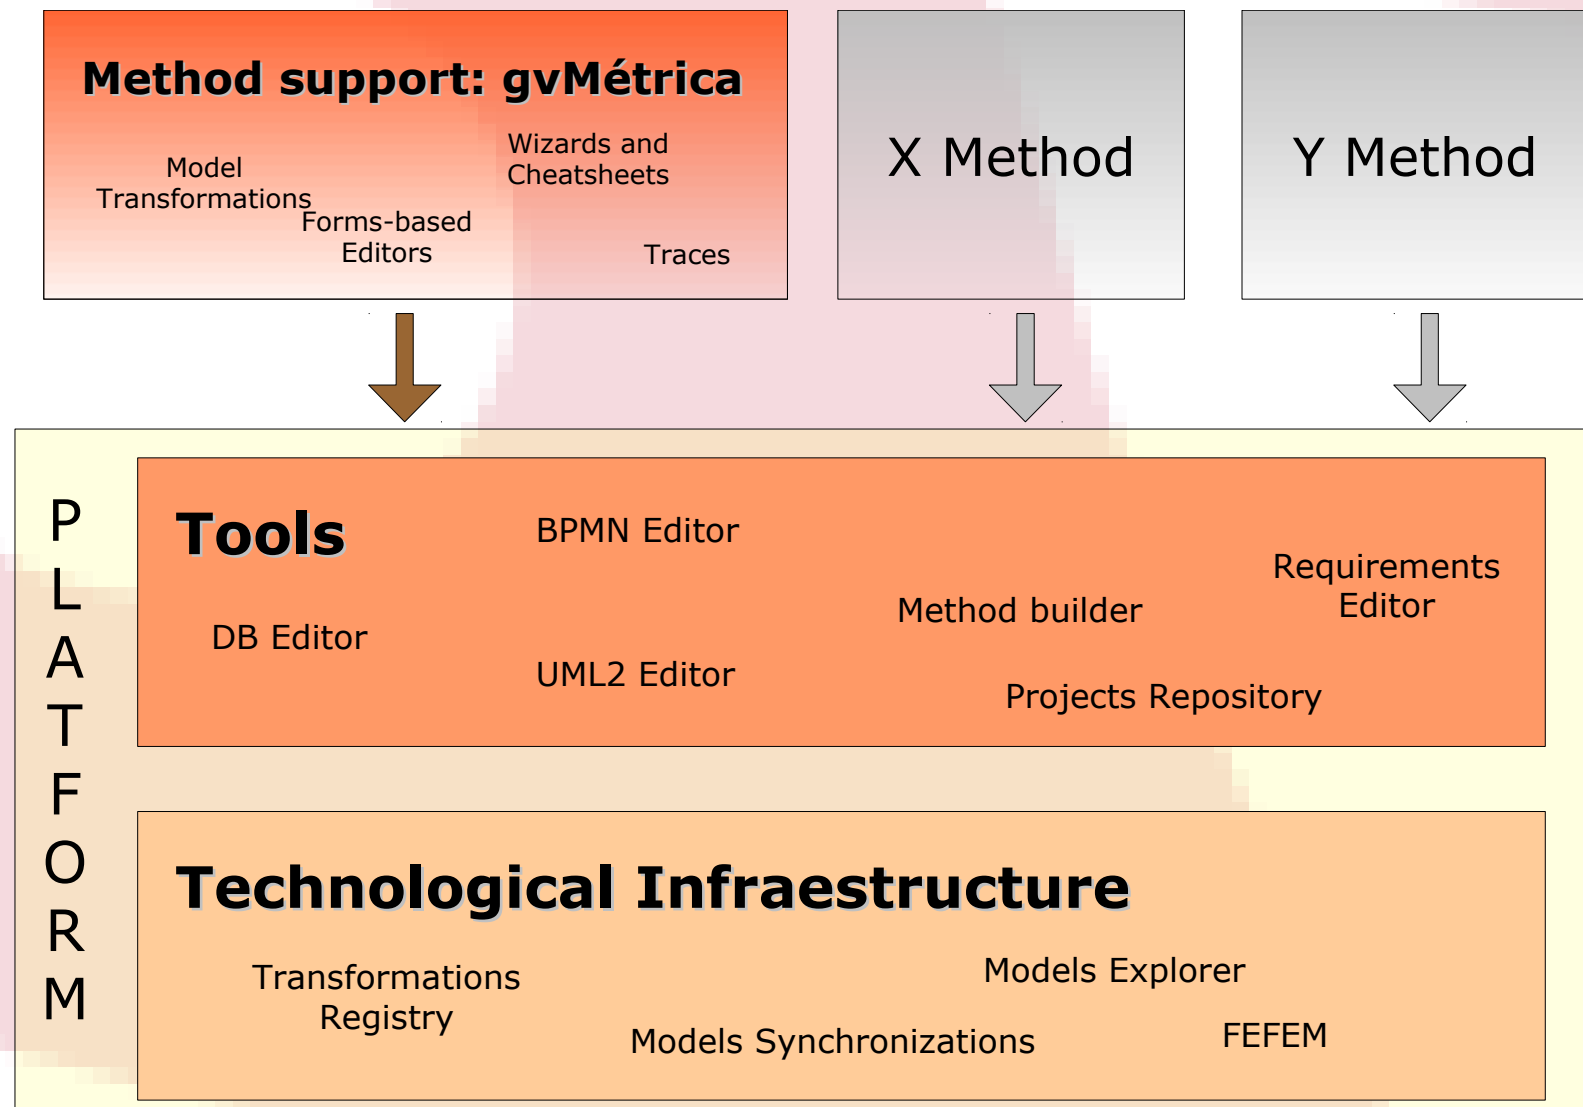 Method support: gvMétrica
Model
Transformations
Forms-based
Editors
Wizards and
Cheatsheets
Traces
X Method
Y Method
PLATFORM
Tools
BPMN Editor
DB Editor
UML2 Editor
Method builder
Requirements
Editor
Projects Repository
Technological Infraestructure
Transformations
Registry
Models Synchronizations
Models Explorer
FEFEM